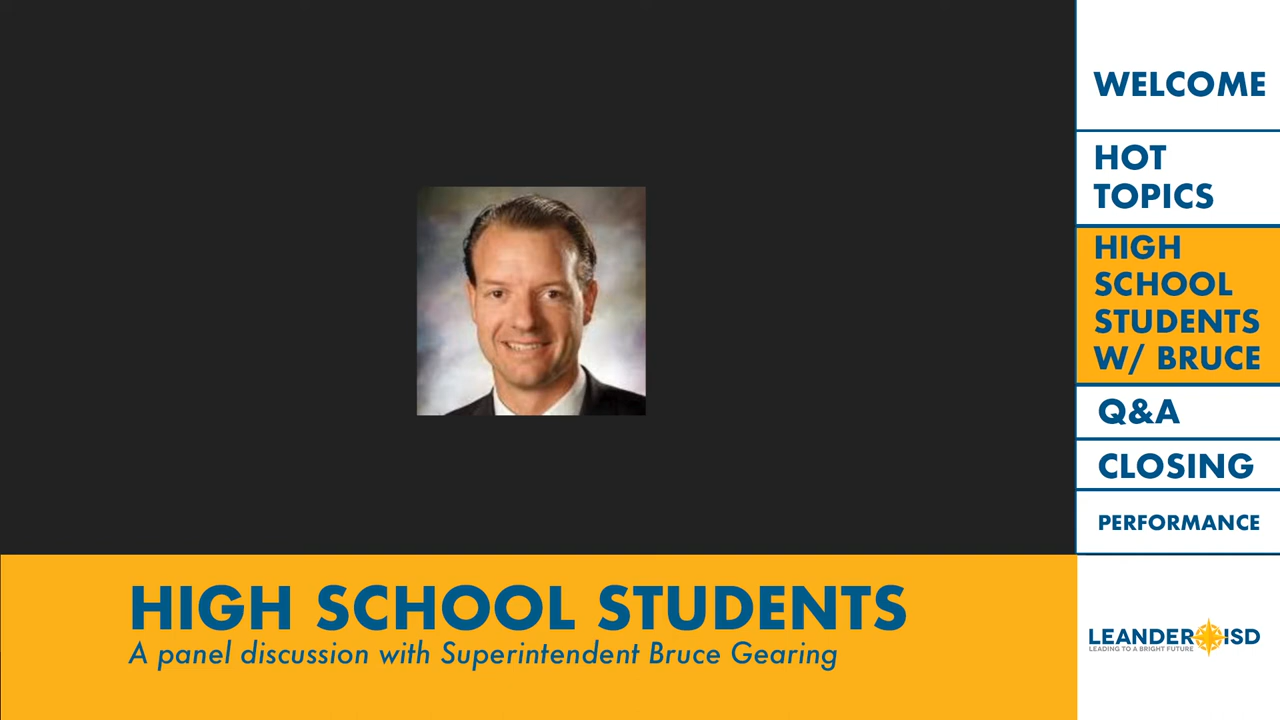 WELCOME
HOT
TOPICS
HIGH
SCHOOL
STUDENTS
W/ BRUCE
Q&A
CLOSING
PERFORMANCE
HIGH SCHOOL STUDENTS
A panel discussion with Superintendent Bruce Gearing
LEANDER ISD
LEADING TO A BRIGHT FUTURE